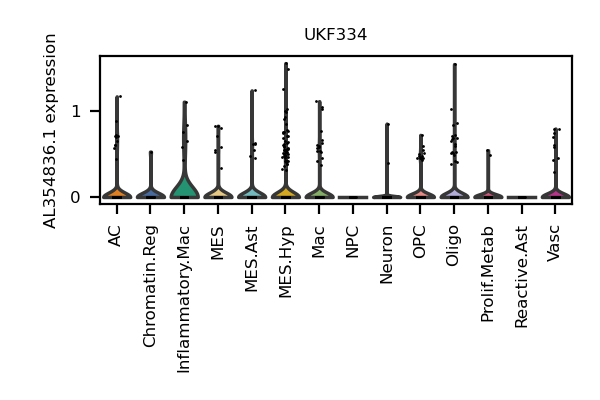 UKF334
AL354836.1 expression
1
0
AC
Chromatin.Reg
Inflammatory.Mac
MES
MES.Ast
MES.Hyp
Mac
NPC
Neuron
OPC
Oligo
Prolif.Metab
Reactive.Ast
Vasc